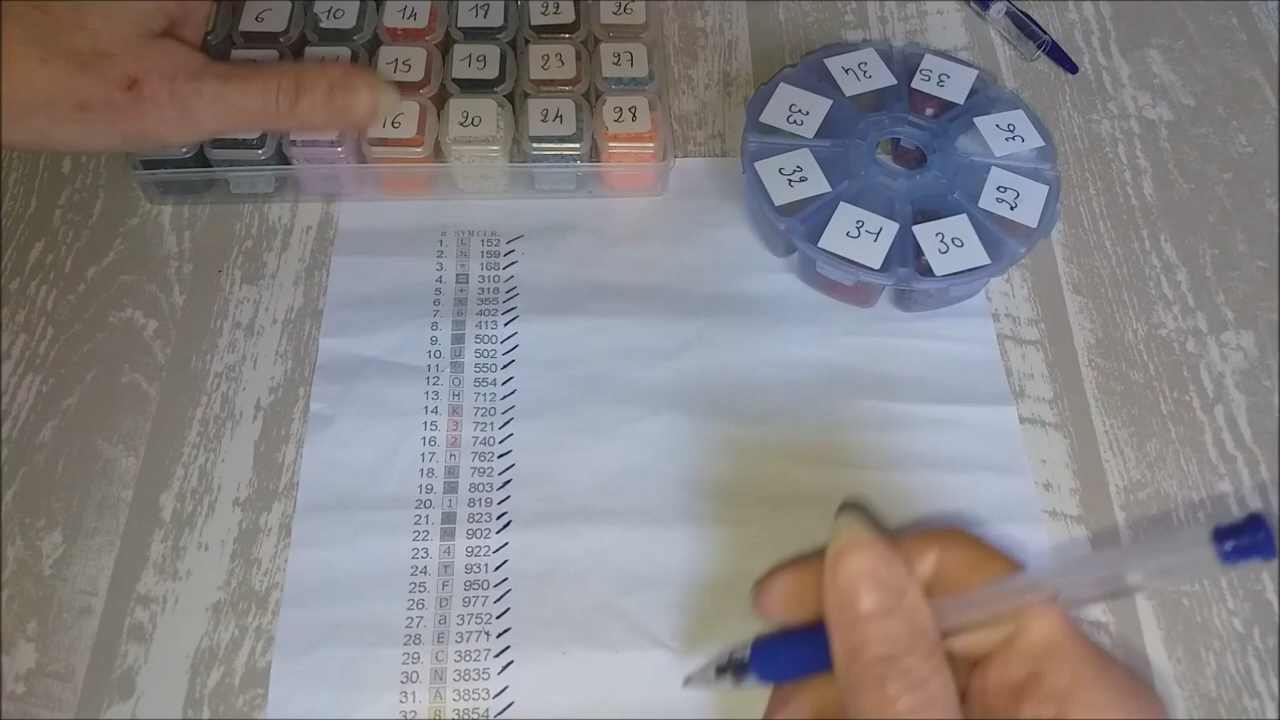 6 10 14 18 22 26
15 19 23 27
16 20 24 28
34 35
33 36
32 29
31 30
# SYM CLR.
1. L 152
2. N 159
3. 168
4. = 310
5. + 318
6. X 355
7. 6 402
8. 413
9. 500
10. U 502
11. 550
12. O 554
13. H 712
14. K 720
15. 3 721
16. 2 740
17. h 762
18. R 792
19. 803
20. 1 819
21. 823
22. M 902
23. 4 922
24. T 931
25. F 950
26. D 977
27. a 3752
28. E 3771
29. C 3827
30. N 3835
31. A 3853
32. 8 3854